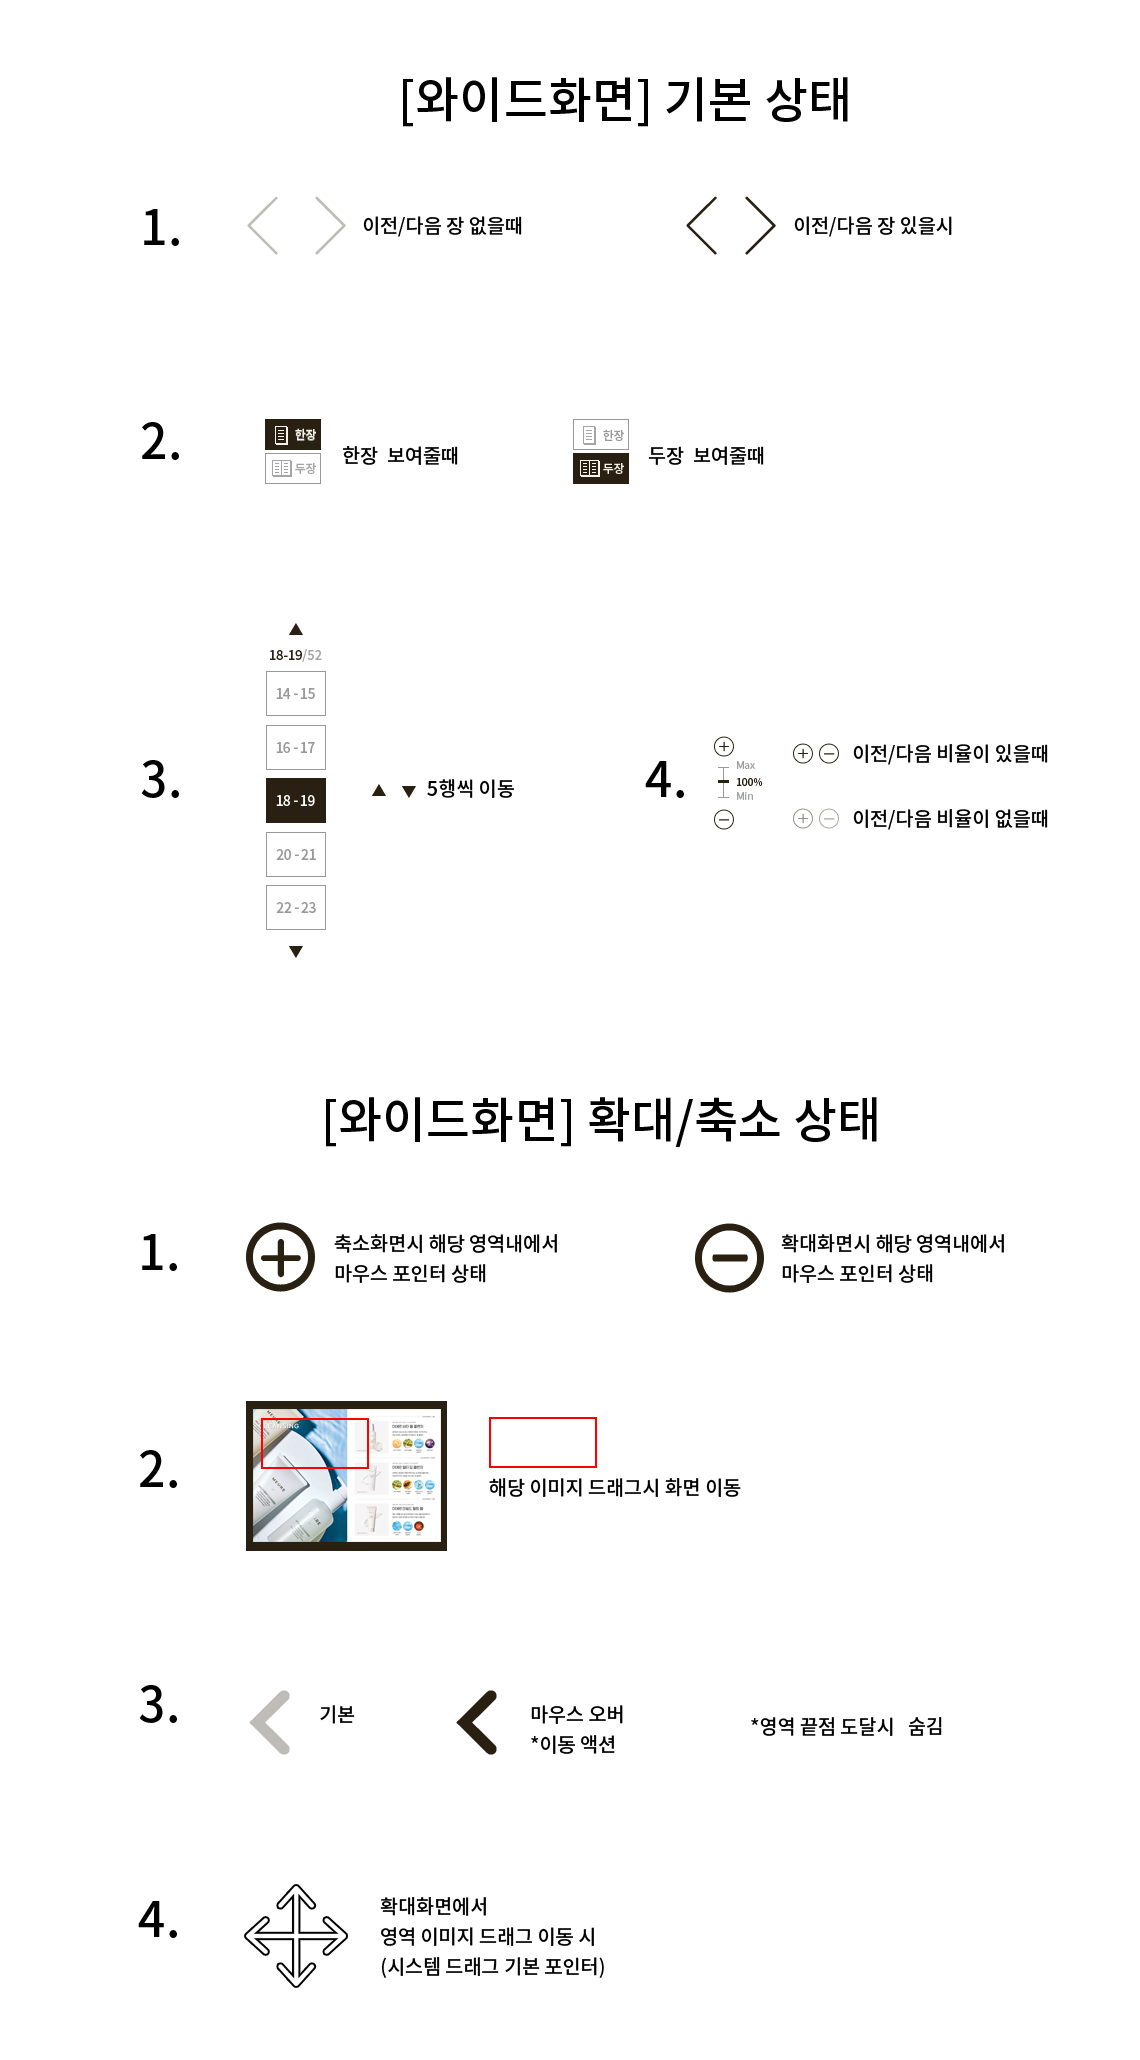 [와이드화면] 기본 상태
1.
이전/다음 장 없을때
이전/다음 장 있을시
2.
한장
두장
한장 보여줄때
한장
두장
두장 보여줄때
3.
18-19/52
14-15
16-17
18-19
20-21
22-23
5행씩 이동
4.
Max
100%
Min
이전/다음 비율이 있을때
이전/다음 비율이 없을때
[와이드화면] 확대/축소 상태
1.
축소화면시 해당 영역내에서
마우스 포인터 상태
확대화면시 해당 영역내에서
마우스 포인터 상태
2.
해당 이미지 드래그시 화면 이동
3.
기본
마우스 오버
*이동 액션
*영역 끝점 도달시 숨김
4.
확대화면에서
영역 이미지 드래그 이동 시
(시스템 드래그 기본 포인터)